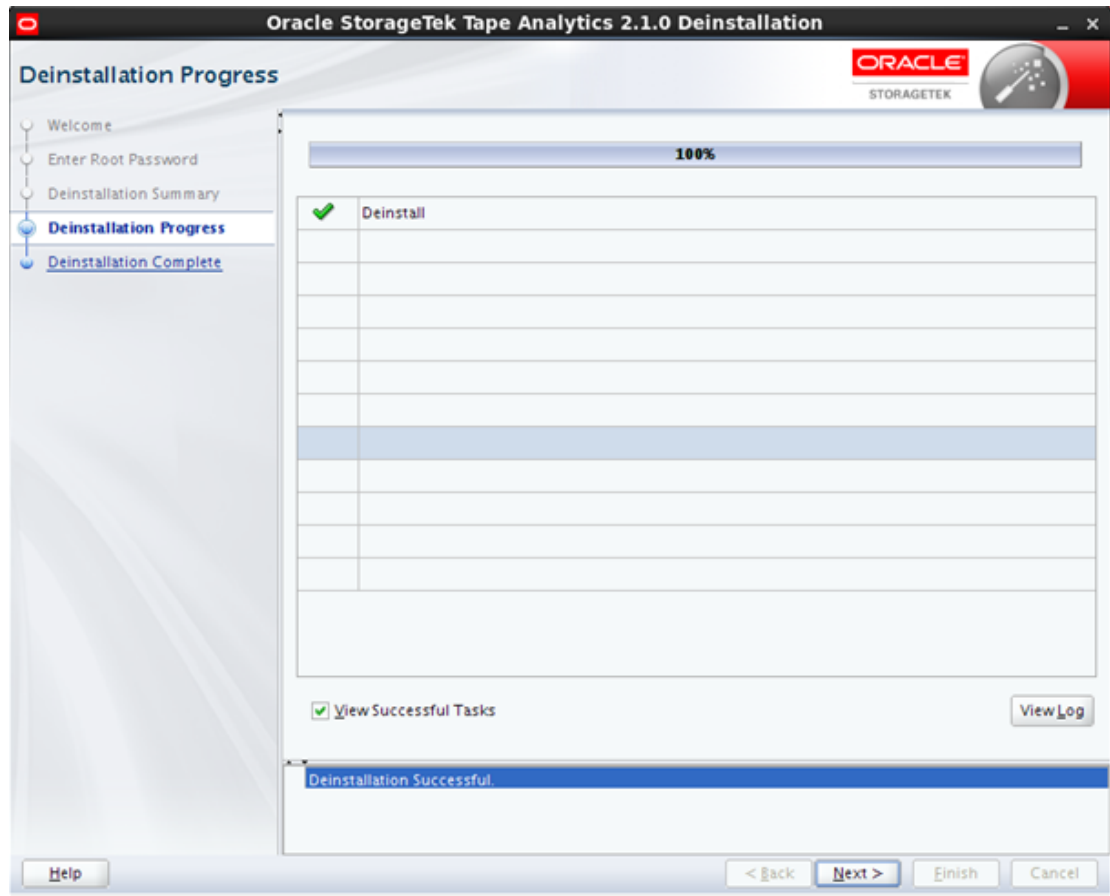 Oracle StorageTek Tape Analytics 2.1.0 Deinstallation
Deinstallation Progress
ORACLE
STORAGETEK
Welcome
Enter Root Password
Deinstallation Summary
Deinstallation Progress
Deinstallation Complete
100%
Deinstall
View Successful Tasks
View Log
Deinstallation Successful.
Help
< Back
Next >
Finish
Cancel